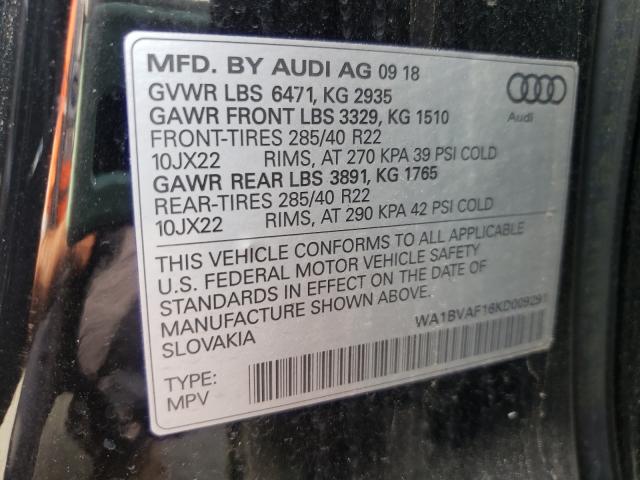 MFD. BY AUDI AG 09 18
GVWR LBS 6471, KG 2935
GAWR FRONT LBS 3329, KG 1510
FRONT-TIRES 285/40 R22
10JX22 RIMS, AT 270 KPA 39 PSI COLD
GAWR REAR LBS 3891, KG 1765
REAR-TIRES 285/40 R22
10JX22 RIMS, AT 290 KPA 42 PSI COLD
Audi
THIS VEHICLE CONFORMS TO ALL APPLICABLE
U.S. FEDERAL MOTOR VEHICLE SAFETY
STANDARDS IN EFFECT ON THE DATE OF
MANUFACTURE SHOWN ABOVE.
SLOVAKIA
WA1BVAF16KD009291
TYPE:
MPV